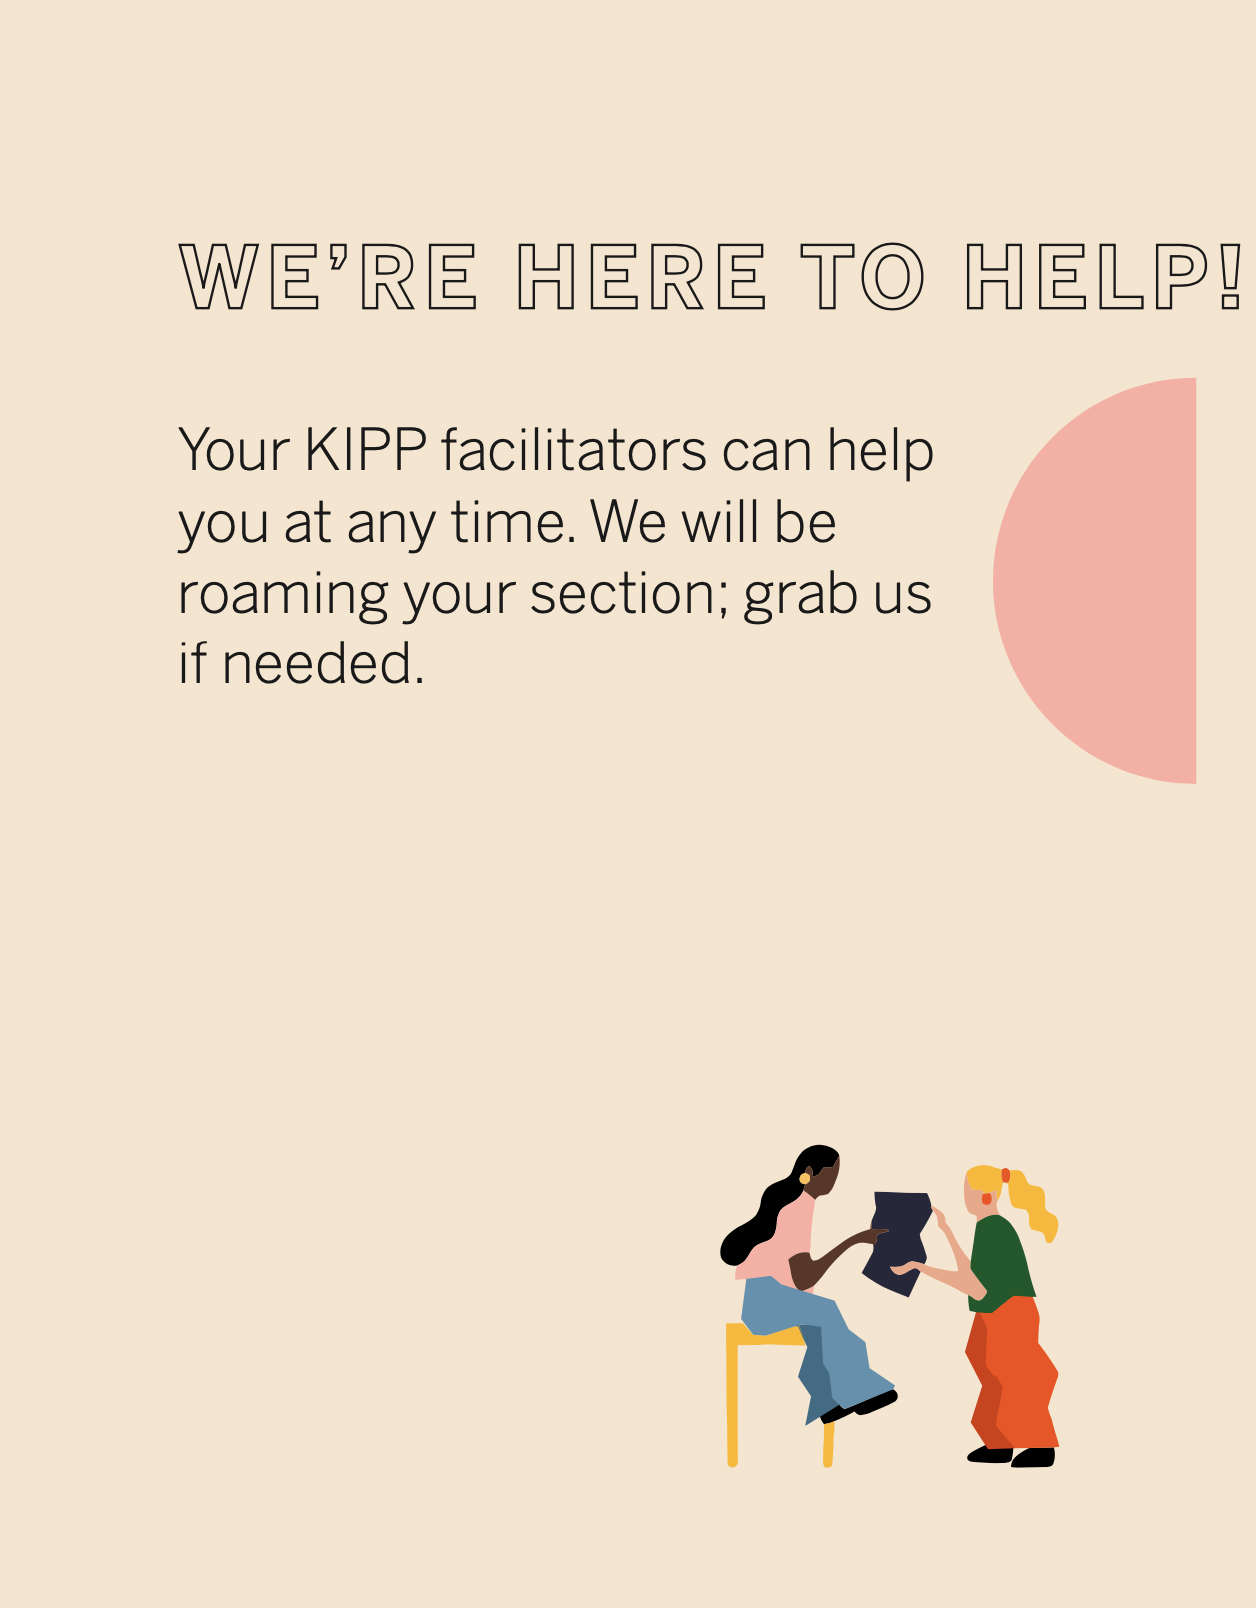 WE’RE HERE TO HELP!
Your KIPP facilitators can help
you at any time. We will be
roaming your section; grab us
if needed.